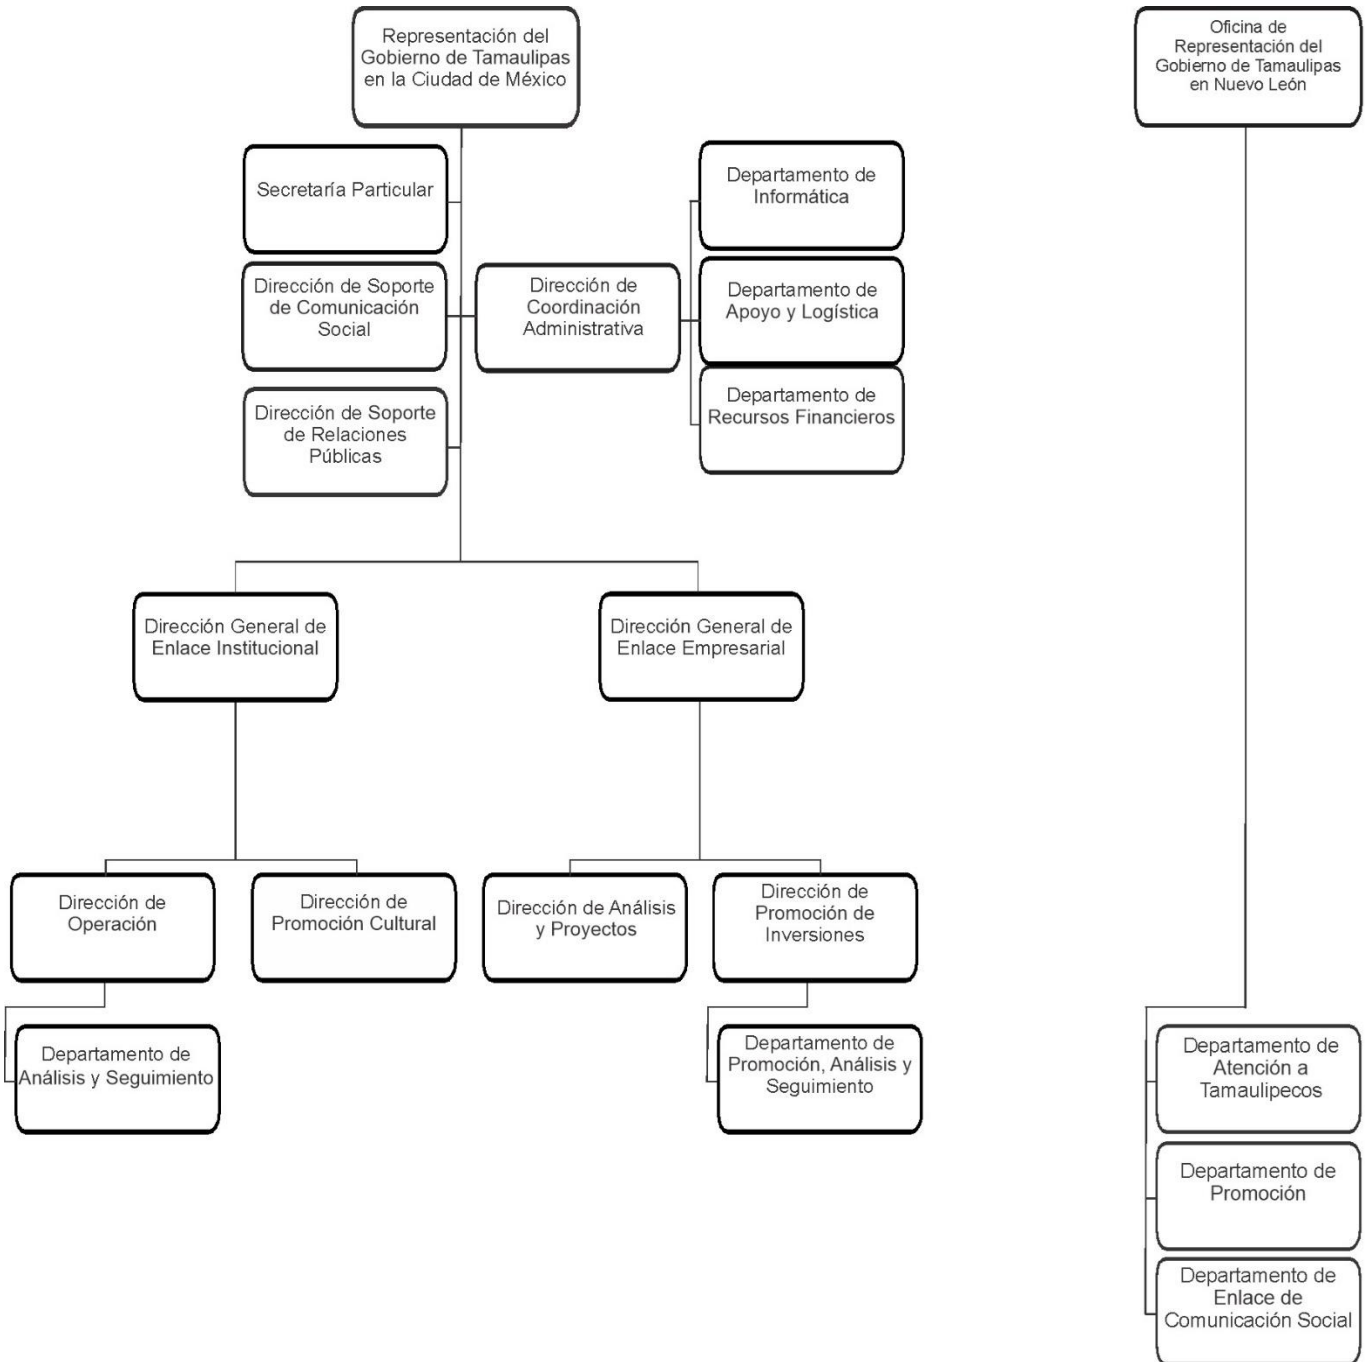 Representación del
Gobierno de Tamaulipas
en la Ciudad de México
Oficina de
Representación del
Gobierno de Tamaulipas
en Nuevo León
Secretaría Particular
Departamento de
Informática
Dirección de Soporte
de Comunicación
Social
Dirección de
Coordinación
Administrativa
Departamento de
Apoyo y Logística
Dirección de Soporte
de Relaciones
Públicas
Departamento de
Recursos Financieros
Dirección General de
Enlace Institucional
Dirección General de
Enlace Empresarial
Dirección de
Operación
Dirección de
Promoción Cultural
Dirección de Análisis
y Proyectos
Dirección de
Promoción de
Inversiones
Departamento de
Análisis y Seguimiento
Departamento de
Promoción, Análisis y
Seguimiento
Departamento de
Atención a
Tamaulipecos
Departamento de
Promoción
Departamento de
Enlace de
Comunicación Social